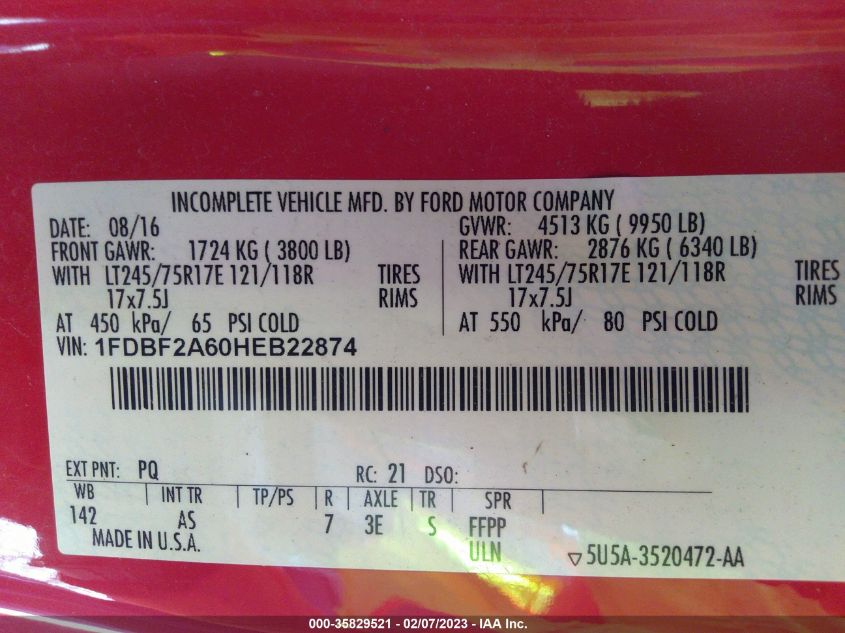 INCOMPLETE VEHICLE MFD. BY FORD MOTOR COMPANY
DATE: 08/16 GVWR: 4513 KG ( 9950 LB)
FRONT GAWR: 1724 KG ( 3800 LB) REAR GAWR: 2876 KG ( 6340 LB)
WITH LT245/75R17E 121/118R TIRES WITH LT245/75R17E 121/118R TIRES
17x7.5J RIMS 17x7.5J RIMS
AT 450 kPa/ 65 PSI COLD AT 550 kPa/ 80 PSI COLD
VIN: 1FDBF2A60HEB22874
EXT PNT: PQ RC: 21 DSO:
WB INT TR TP/PS R AXLE TR SPR
142 AS 7 3E S FFPP
MADE IN U.S.A. ULN ▽5U5A-3520472-AA
000-35829521 - 02/07/2023 - IAA Inc.